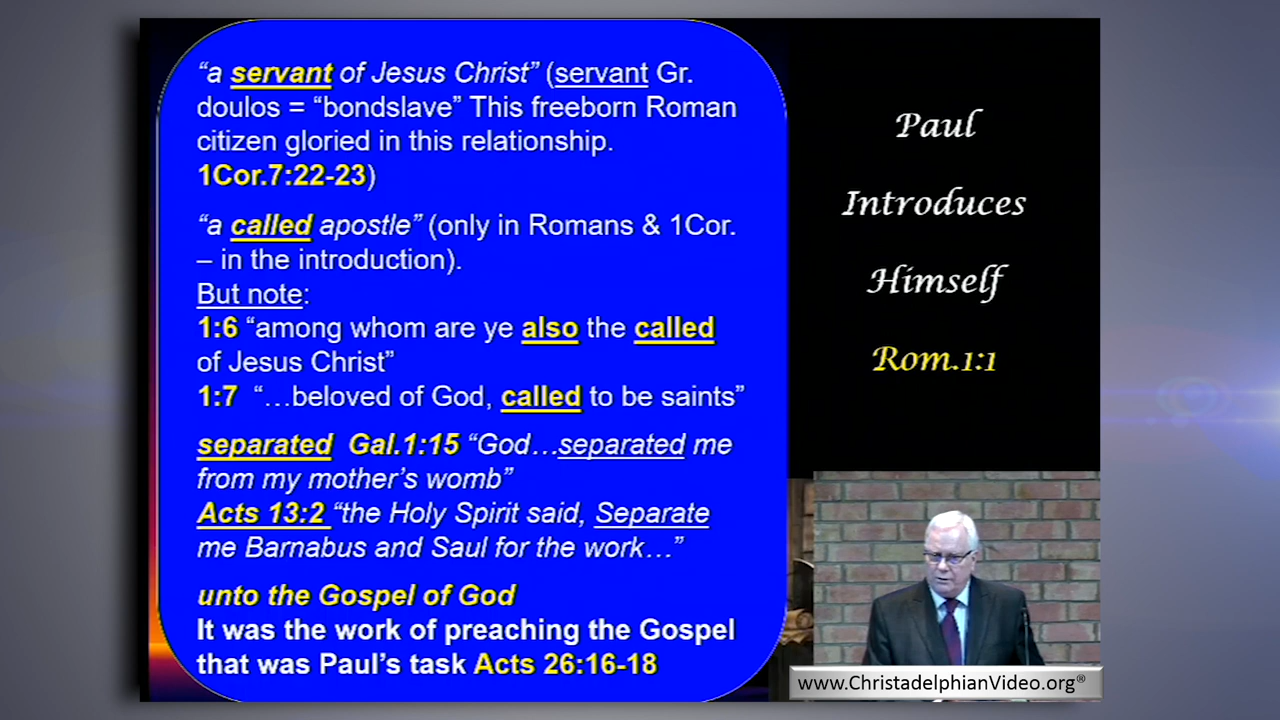 “a servant of Jesus Christ” (servant Gr.
doulos = “bondslave” This freeborn Roman
citizen gloried in this relationship.
1Cor.7:22-23)
“a called apostle” (only in Romans & 1Cor.
– in the introduction).
But note:
1:6 “among whom are ye also the called
of Jesus Christ”
1:7 “…beloved of God, called to be saints”
separated Gal.1:15 “God…separated me
from my mother’s womb”
Acts 13:2 “the Holy Spirit said, Separate
me Barnabus and Saul for the work…”
unto the Gospel of God
It was the work of preaching the Gospel
that was Paul’s task Acts 26:16-18
Paul
Introduces
Himself
Rom.1:1
www.ChristadelphianVideo.org®